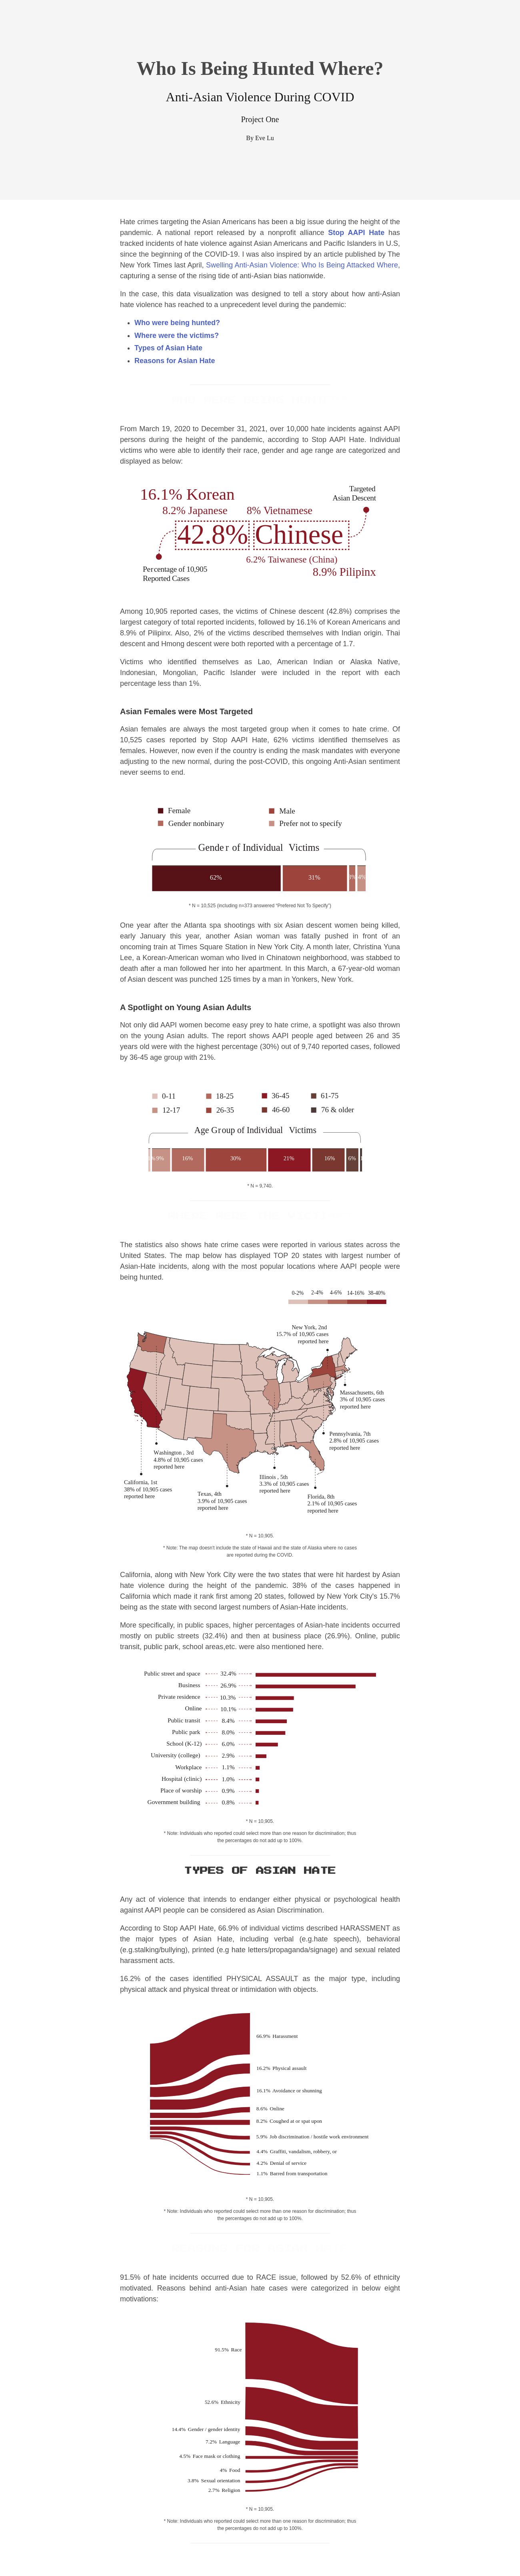 Who Is Being Hunted Where?
Anti-Asian Violence During COVID
Project One
By Eve Lu
Hate crimes targeting the Asian Americans has been a big issue during the height of the
pandemic. A national report released by a nonprofit alliance Stop AAPI Hate has
tracked incidents of hate violence against Asian Americans and Pacific Islanders in U.S,
since the beginning of the COVID-19. I was also inspired by an article published by The
New York Times last April, Swelling Anti-Asian Violence: Who Is Being Attacked Where,
capturing a sense of the rising tide of anti-Asian bias nationwide.
In the case, this data visualization was designed to tell a story about how anti-Asian
hate violence has reached to a unprecedent level during the pandemic:
• Who were being hunted?
• Where were the victims?
• Types of Asian Hate
• Reasons for Asian Hate
From March 19, 2020 to December 31, 2021, over 10,000 hate incidents against AAPI
persons during the height of the pandemic, according to Stop AAPI Hate. Individual
victims who were able to identify their race, gender and age range are categorized and
displayed as below:
Targeted
Asian Descent
16.1% Korean
8.2% Japanese 8% Vietnamese
42.8% Chinese
6.2% Taiwanese (China)
8.9% Pilipinx
Percentage of 10,905
Reported Cases
Among 10,905 reported cases, the victims of Chinese descent (42.8%) comprises the
largest category of total reported incidents, followed by 16.1% of Korean Americans and
8.9% of Pilipinx. Also, 2% of the victims described themselves with Indian origin. Thai
descent and Hmong descent were both reported with a percentage of 1.7.
Victims who identified themselves as Lao, American Indian or Alaska Native,
Indonesian, Mongolian, Pacific Islander were included in the report with each
percentage less than 1%.
Asian Females were Most Targeted
Asian females are always the most targeted group when it comes to hate crime. Of
10,525 cases reported by Stop AAPI Hate, 62% victims identified themselves as
females. However, now even if the country is ending the mask mandates with everyone
adjusting to the new normal, during the post-COVID, this ongoing Anti-Asian sentiment
never seems to end.
Female Male
Gender nonbinary Prefer not to specify
Gender of Individual Victims
62% 31%
* N = 10,525 (including n=373 answered "Prefered Not To Specify")
One year after the Atlanta spa shootings with six Asian descent women being killed,
early January this year, another Asian woman was fatally pushed in front of an
oncoming train at Times Square Station in New York City. A month later, Christina Yuna
Lee, a Korean-American woman who lived in Chinatown neighborhood, was stabbed to
death after a man followed her into her apartment. In this March, a 67-year-old woman
of Asian descent was punched 125 times by a man in Yonkers, New York.
A Spotlight on Young Asian Adults
Not only did AAPI women become easy prey to hate crime, a spotlight was also thrown
on the young Asian adults. The report shows AAPI people aged between 26 and 35
years old were with the highest percentage (30%) out of 9,740 reported cases, followed
by 36-45 age group with 21%.
0-11 18-25 36-45 61-75
12-17 26-35 46-60 76 & older
Age Group of Individual Victims
9% 16% 30% 21% 16% 6%
* N = 9,740.
The statistics also shows hate crime cases were reported in various states across the
United States. The map below has displayed TOP 20 states with largest number of
Asian-Hate incidents, along with the most popular locations where AAPI people were
being hunted.
0-2% 2-4% 4-6% 14-16% 38-40%
New York, 2nd
15.7% of 10,905 cases
reported here
Massachusetts, 6th
3% of 10,905 cases
reported here
Pennsylvania, 7th
2.8% of 10,905 cases
reported here
Washington , 3rd
4.8% of 10,905 cases
reported here
Illinois , 5th
3.3% of 10,905 cases
reported here
California, 1st
38% of 10,905 cases
reported here
Texas, 4th
3.9% of 10,905 cases
reported here
Florida, 8th
2.1% of 10,905 cases
reported here
* N = 10,905.
* Note: The map doesn't include the state of Hawaii and the state of Alaska where no cases
are reported during the COVID.
California, along with New York City were the two states that were hit hardest by Asian
hate violence during the height of the pandemic. 38% of the cases happened in
California which made it rank first among 20 states, followed by New York City's 15.7%
being as the state with second largest numbers of Asian-Hate incidents.
More specifically, in public spaces, higher percentages of Asian-hate incidents occurred
mostly on public streets (32.4%) and then at business place (26.9%). Online, public
transit, public park, school areas,etc. were also mentioned here.
Public street and space 32.4%
Business 26.9%
Private residence 10.3%
Online 10.1%
Public transit 8.4%
Public park 8.0%
School (K-12) 6.0%
University (college) 2.9%
Workplace 1.1%
Hospital (clinic) 1.0%
Place of worship 0.9%
Government building 0.8%
* N = 10,905.
* Note: Individuals who reported could select more than one reason for discrimination; thus
the percentages do not add up to 100%.
TYPES OF ASIAN HATE
Any act of violence that intends to endanger either physical or psychological health
against AAPI people can be considered as Asian Discrimination.
According to Stop AAPI Hate, 66.9% of individual victims described HARASSMENT as
the major types of Asian Hate, including verbal (e.g.hate speech), behavioral
(e.g.stalking/bullying), printed (e.g hate letters/propaganda/signage) and sexual related
harassment acts.
16.2% of the cases identified PHYSICAL ASSAULT as the major type, including
physical attack and physical threat or intimidation with objects.
66.9% Harassment
16.2% Physical assault
16.1% Avoidance or shunning
8.6% Online
8.2% Coughed at or spat upon
5.9% Job discrimination / hostile work environment
4.4% Graffiti, vandalism, robbery, or
4.2% Denial of service
1.1% Barred from transportation
* N = 10,905.
* Note: Individuals who reported could select more than one reason for discrimination; thus
the percentages do not add up to 100%.
91.5% of hate incidents occurred due to RACE issue, followed by 52.6% of ethnicity
motivated. Reasons behind anti-Asian hate cases were categorized in below eight
motivations:
91.5% Race
52.6% Ethnicity
14.4% Gender / gender identity
7.2% Language
4.5% Face mask or clothing
4% Food
3.8% Sexual orientation
2.7% Religion
* N = 10,905.
* Note: Individuals who reported could select more than one reason for discrimination; thus
the percentages do not add up to 100%.